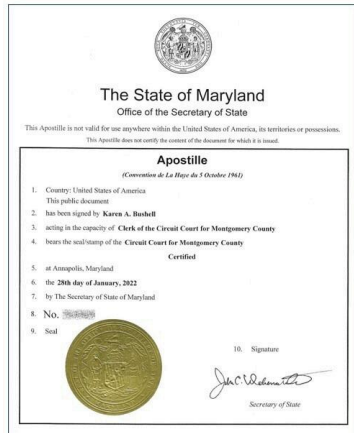 The State of Maryland
Office of the Secretary of State
This Apostille is not valid for use anywhere within the United States of America, its territories or possessions.
This Apostille does not certify the content of the document for which it is issued.
Apostille
(Convention de La Haye du 5 Octobre 1961)
1. Country: United States of America
This public document
2. has been signed by Karen A. Bushell
3. acting in the capacity of Clerk of the Circuit Court for Montgomery County
4. bears the seal/stamp of the Circuit Court for Montgomery County
Certified
5. at Annapolis, Maryland
6. the 28th day of January, 2022
7. by The Secretary of State of Maryland
8. No.
9. Seal
10. Signature
Secretary of State